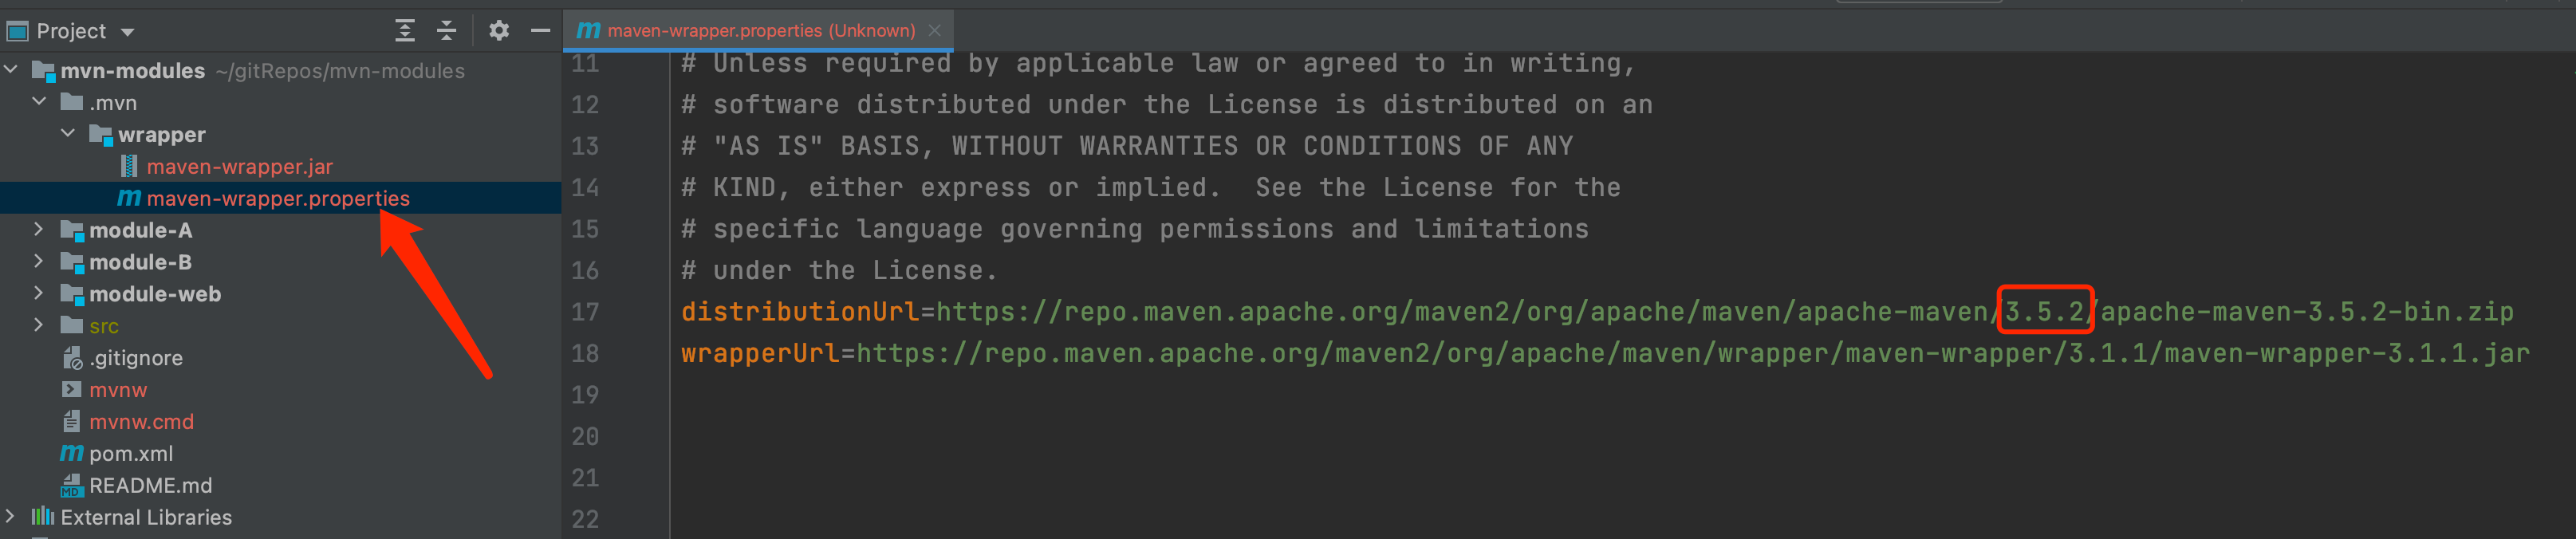 Project
maven-wrapper.properties (Unknown)
mvn-modules ~/gitRepos/mvn-modules
.mvn
wrapper
maven-wrapper.jar
maven-wrapper.properties
module-A
module-B
module-web
src
.gitignore
mvnw
mvnw.cmd
pom.xml
MD README.md
External Libraries
11 # Unless required by applicable law or agreed to in writing,
12 # software distributed under the License is distributed on an
13 # "AS IS" BASIS, WITHOUT WARRANTIES OR CONDITIONS OF ANY
14 # KIND, either express or implied.  See the License for the
15 # specific language governing permissions and limitations
16 # under the License.
17 distributionUrl=https://repo.maven.apache.org/maven2/org/apache/maven/apache-maven/3.5.2/apache-maven-3.5.2-bin.zip
18 wrapperUrl=https://repo.maven.apache.org/maven2/org/apache/maven/wrapper/maven-wrapper/3.1.1/maven-wrapper-3.1.1.jar
19
20
21
22